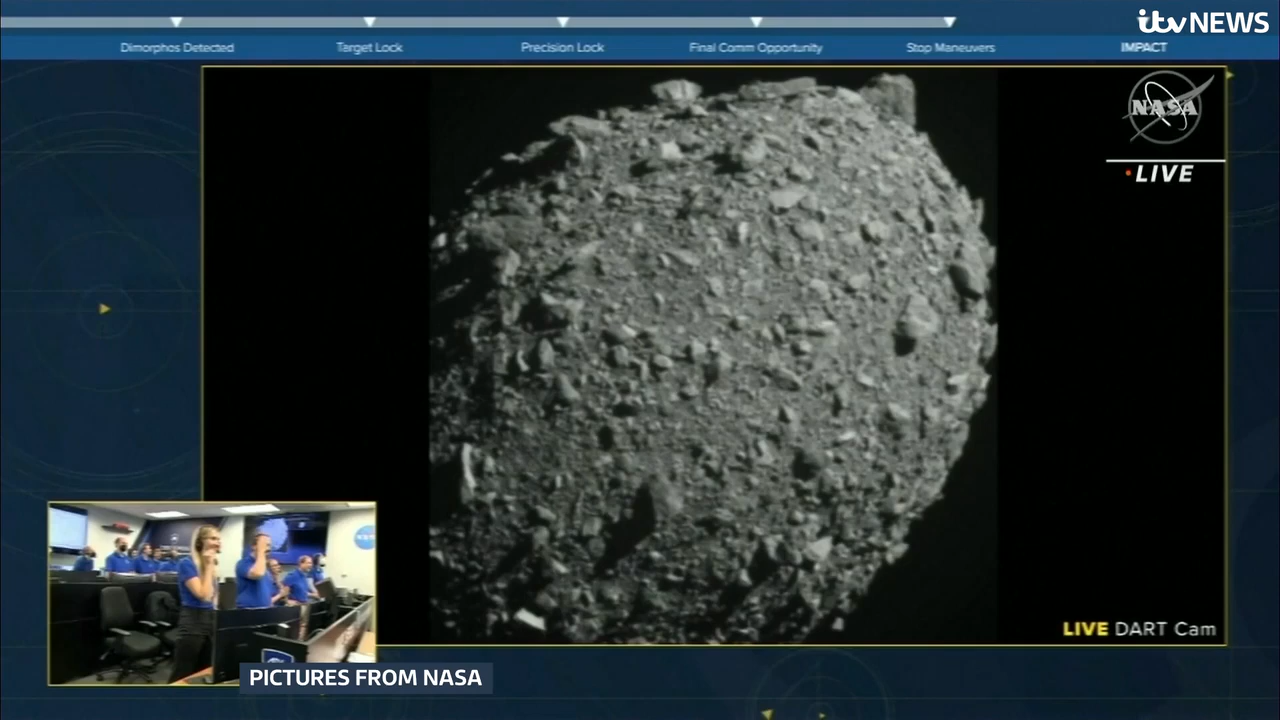 itv NEWS
Dimorphos Detected
Target Lock
Precision Lock
Final Comm Opportunity
Stop Maneuvers
IMPACT
NASA
LIVE
LIVE DART Cam
PICTURES FROM NASA